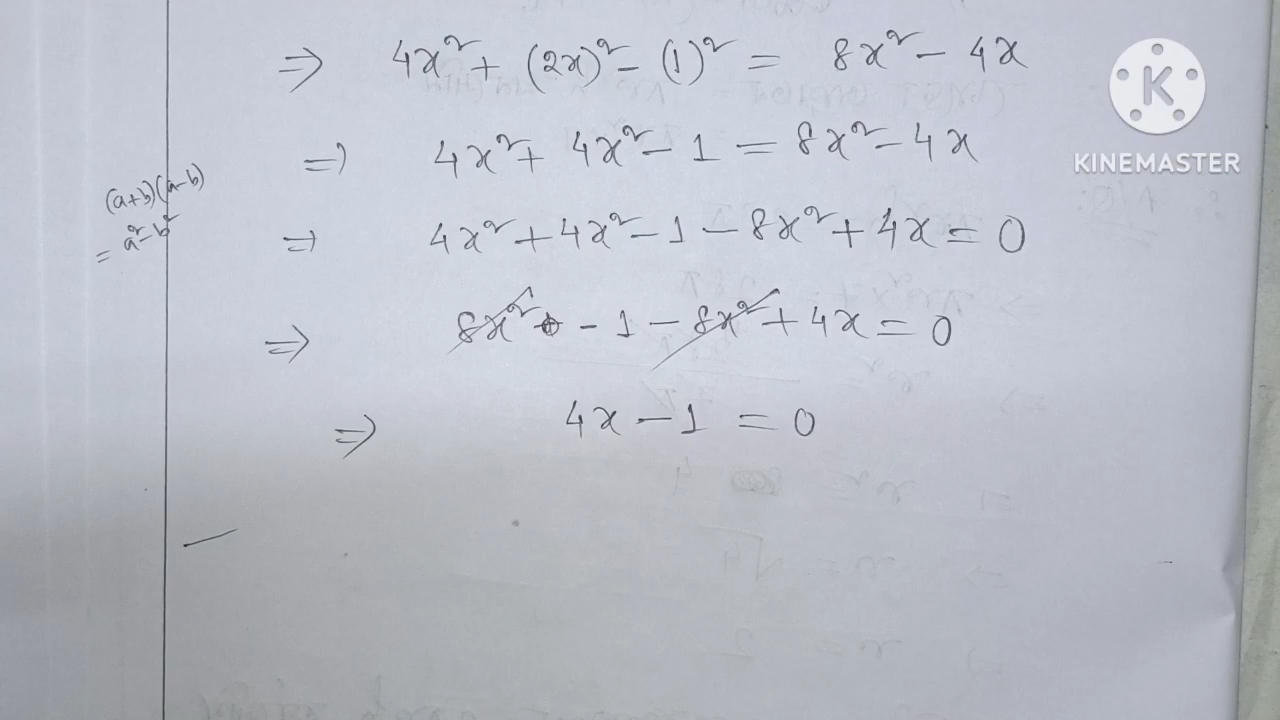 ⇒ 4x² + (2x)² - (1)² = 8x² - 4x
⇒ 4x² + 4x² - 1 = 8x² - 4x
(a+b)(a-b)
= a² - b²
⇒ 4x² + 4x² - 1 - 8x² + 4x = 0
⇒ 8x² - 1 - 8x² + 4x = 0
⇒ 4x - 1 = 0
K
KINEMASTER